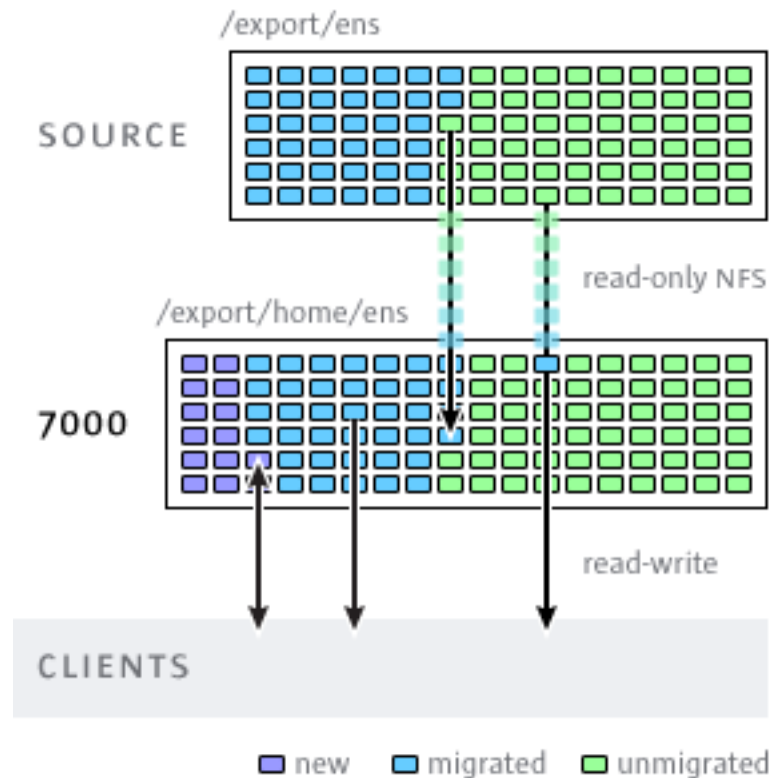 /export/ens
SOURCE
read-only NFS
/export/home/ens
7000
read-write
CLIENTS
new migrated unmigrated